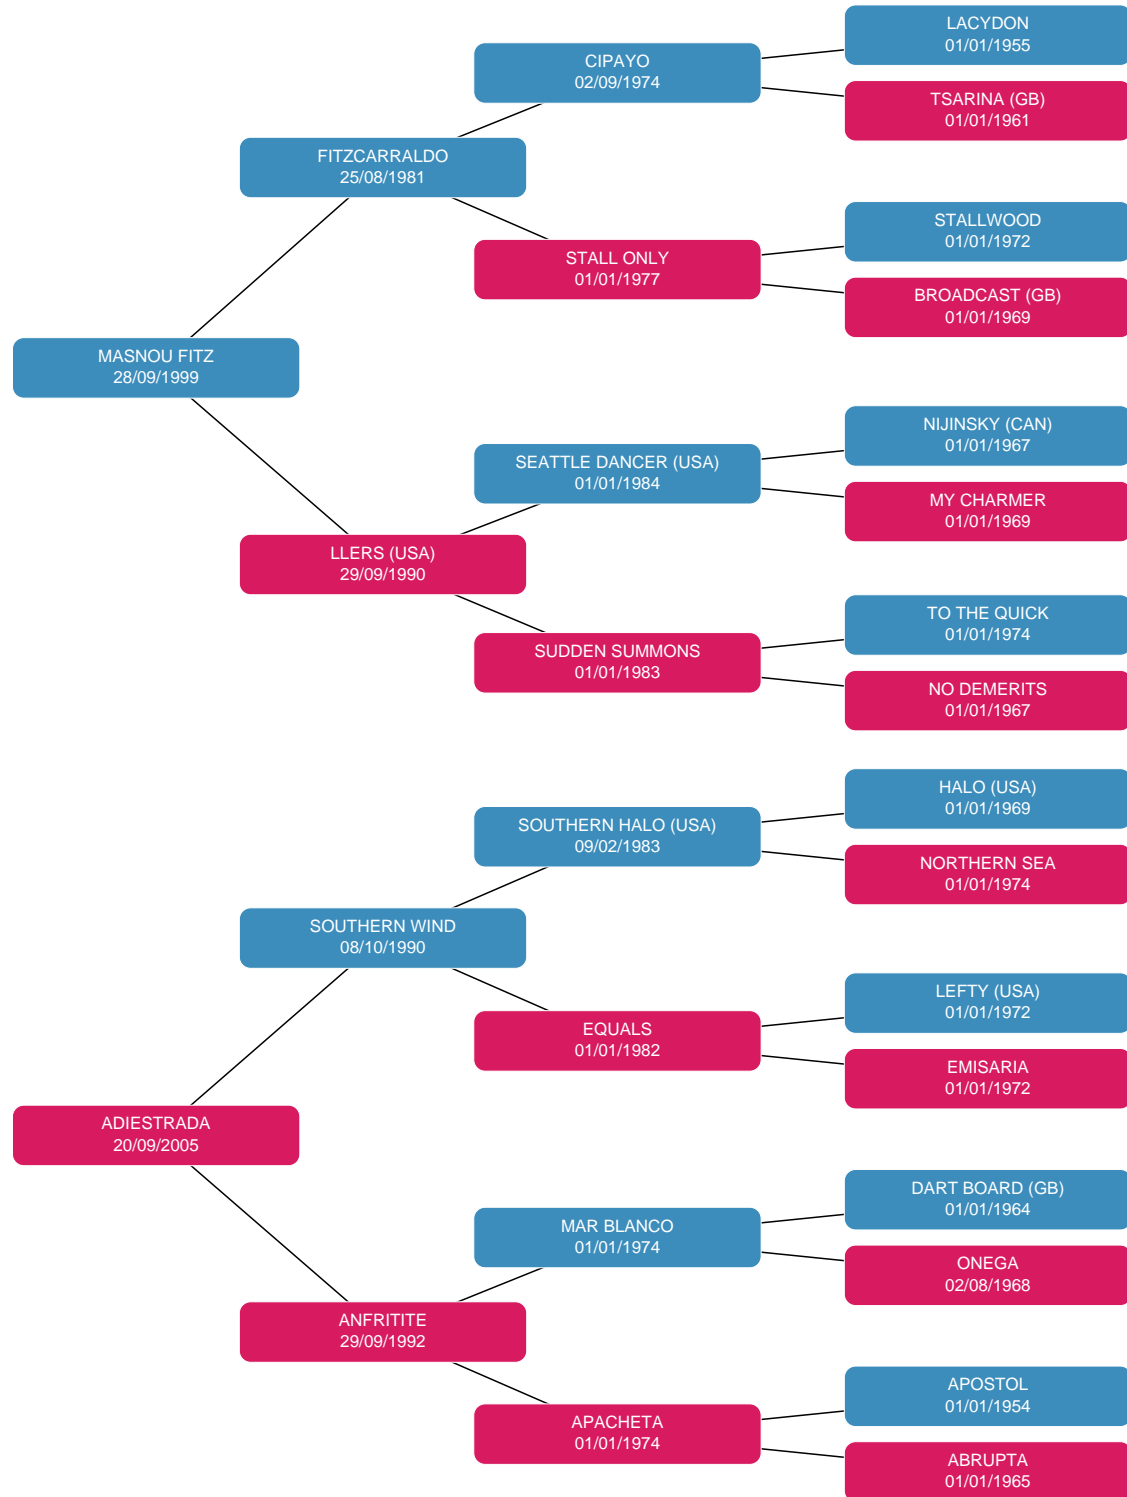 LACYDON
01/01/1955
CIPAYO
02/09/1974
TSARINA (GB)
01/01/1961
FITZCARRALDO
25/08/1981
STALLWOOD
01/01/1972
STALL ONLY
01/01/1977
BROADCAST (GB)
01/01/1969
MASNOU FITZ
28/09/1999
NIJINSKY (CAN)
01/01/1967
SEATTLE DANCER (USA)
01/01/1984
MY CHARMER
01/01/1969
LLERS (USA)
29/09/1990
TO THE QUICK
01/01/1974
SUDDEN SUMMONS
01/01/1983
NO DEMERITS
01/01/1967
HALO (USA)
01/01/1969
SOUTHERN HALO (USA)
09/02/1983
NORTHERN SEA
01/01/1974
SOUTHERN WIND
08/10/1990
LEFTY (USA)
01/01/1972
EQUALS
01/01/1982
EMISARIA
01/01/1972
ADIESTRADA
20/09/2005
DART BOARD (GB)
01/01/1964
MAR BLANCO
01/01/1974
ONEGA
02/08/1968
ANFRITITE
29/09/1992
APOSTOL
01/01/1954
APACHETA
01/01/1974
ABRUPTA
01/01/1965